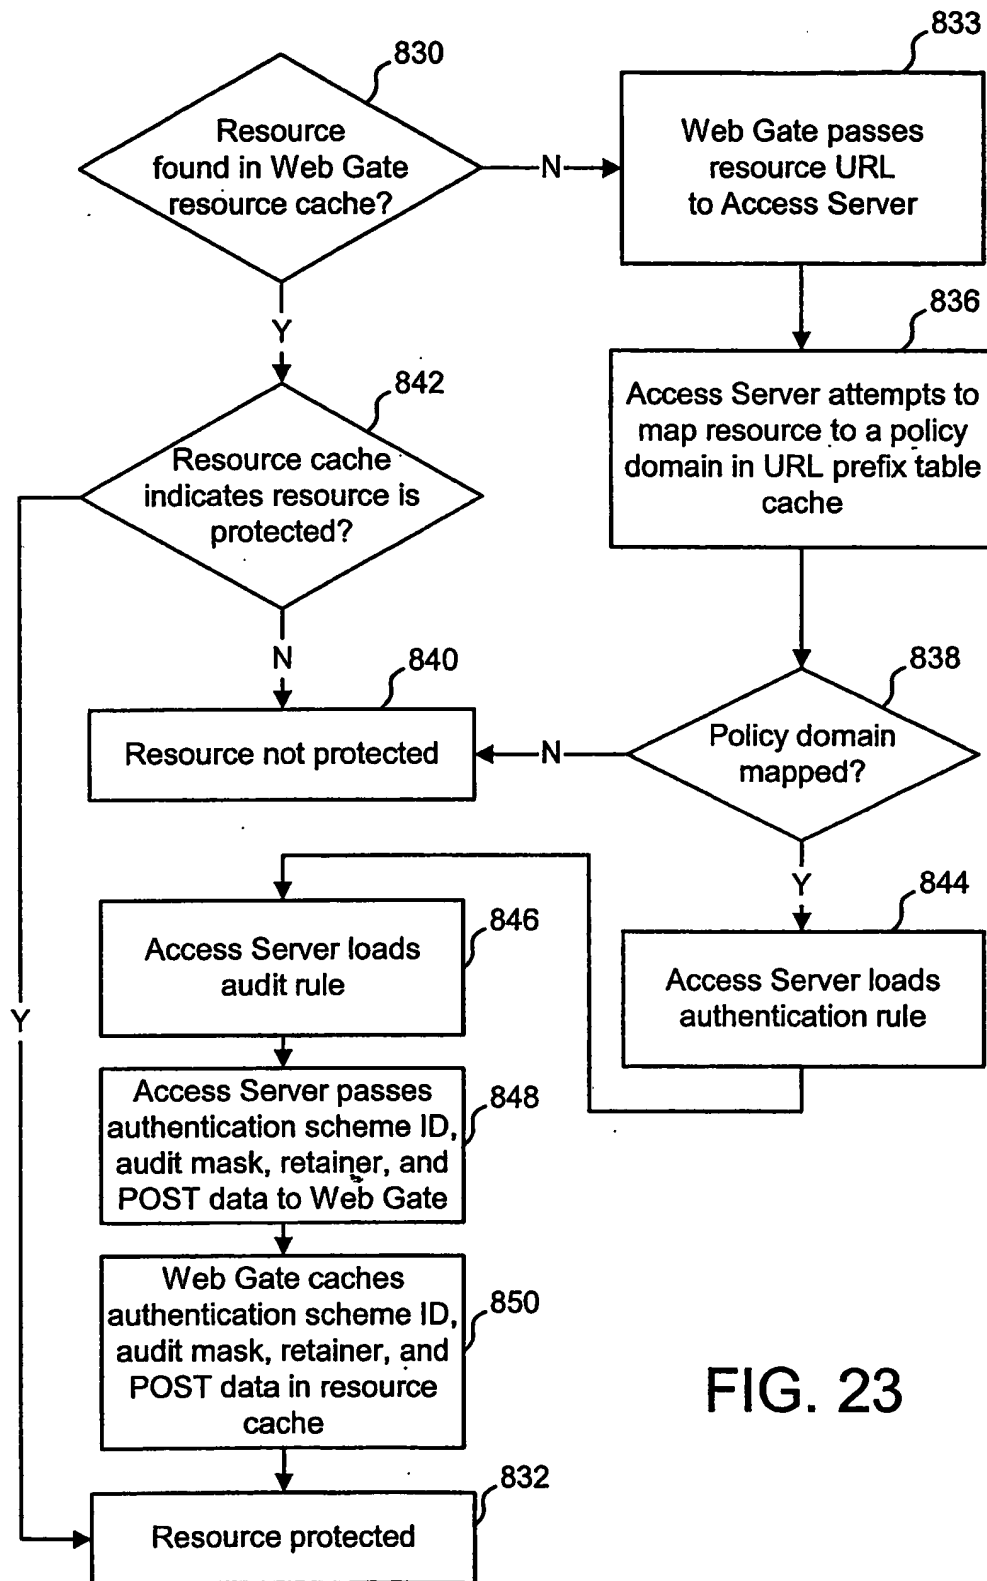 830
Resource
found in Web Gate
resource cache?
N
833
Web Gate passes
resource URL
to Access Server
Y
836
Access Server attempts to
map resource to a policy
domain in URL prefix table
cache
842
Resource cache
indicates resource is
protected?
N
838
Policy domain
mapped?
N
840
Resource not protected
Y
844
Access Server loads
authentication rule
846
Access Server loads
audit rule
Y
848
Access Server passes
authentication scheme ID,
audit mask, retainer, and
POST data to Web Gate
850
Web Gate caches
authentication scheme ID,
audit mask, retainer, and
POST data in resource
cache
832
Resource protected
FIG. 23